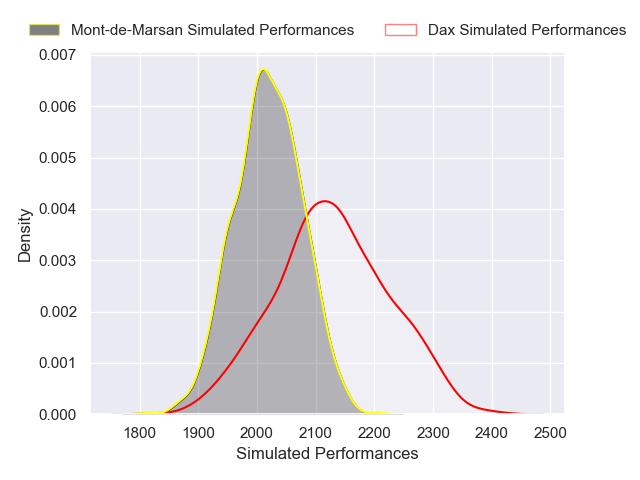 Mont-de-Marsan Simulated Performances
Dax Simulated Performances
0.007
0.006
0.005
0.004
0.003
0.002
0.001
0.000
Density
1800 1900 2000 2100 2200 2300 2400 2500
Simulated Performances